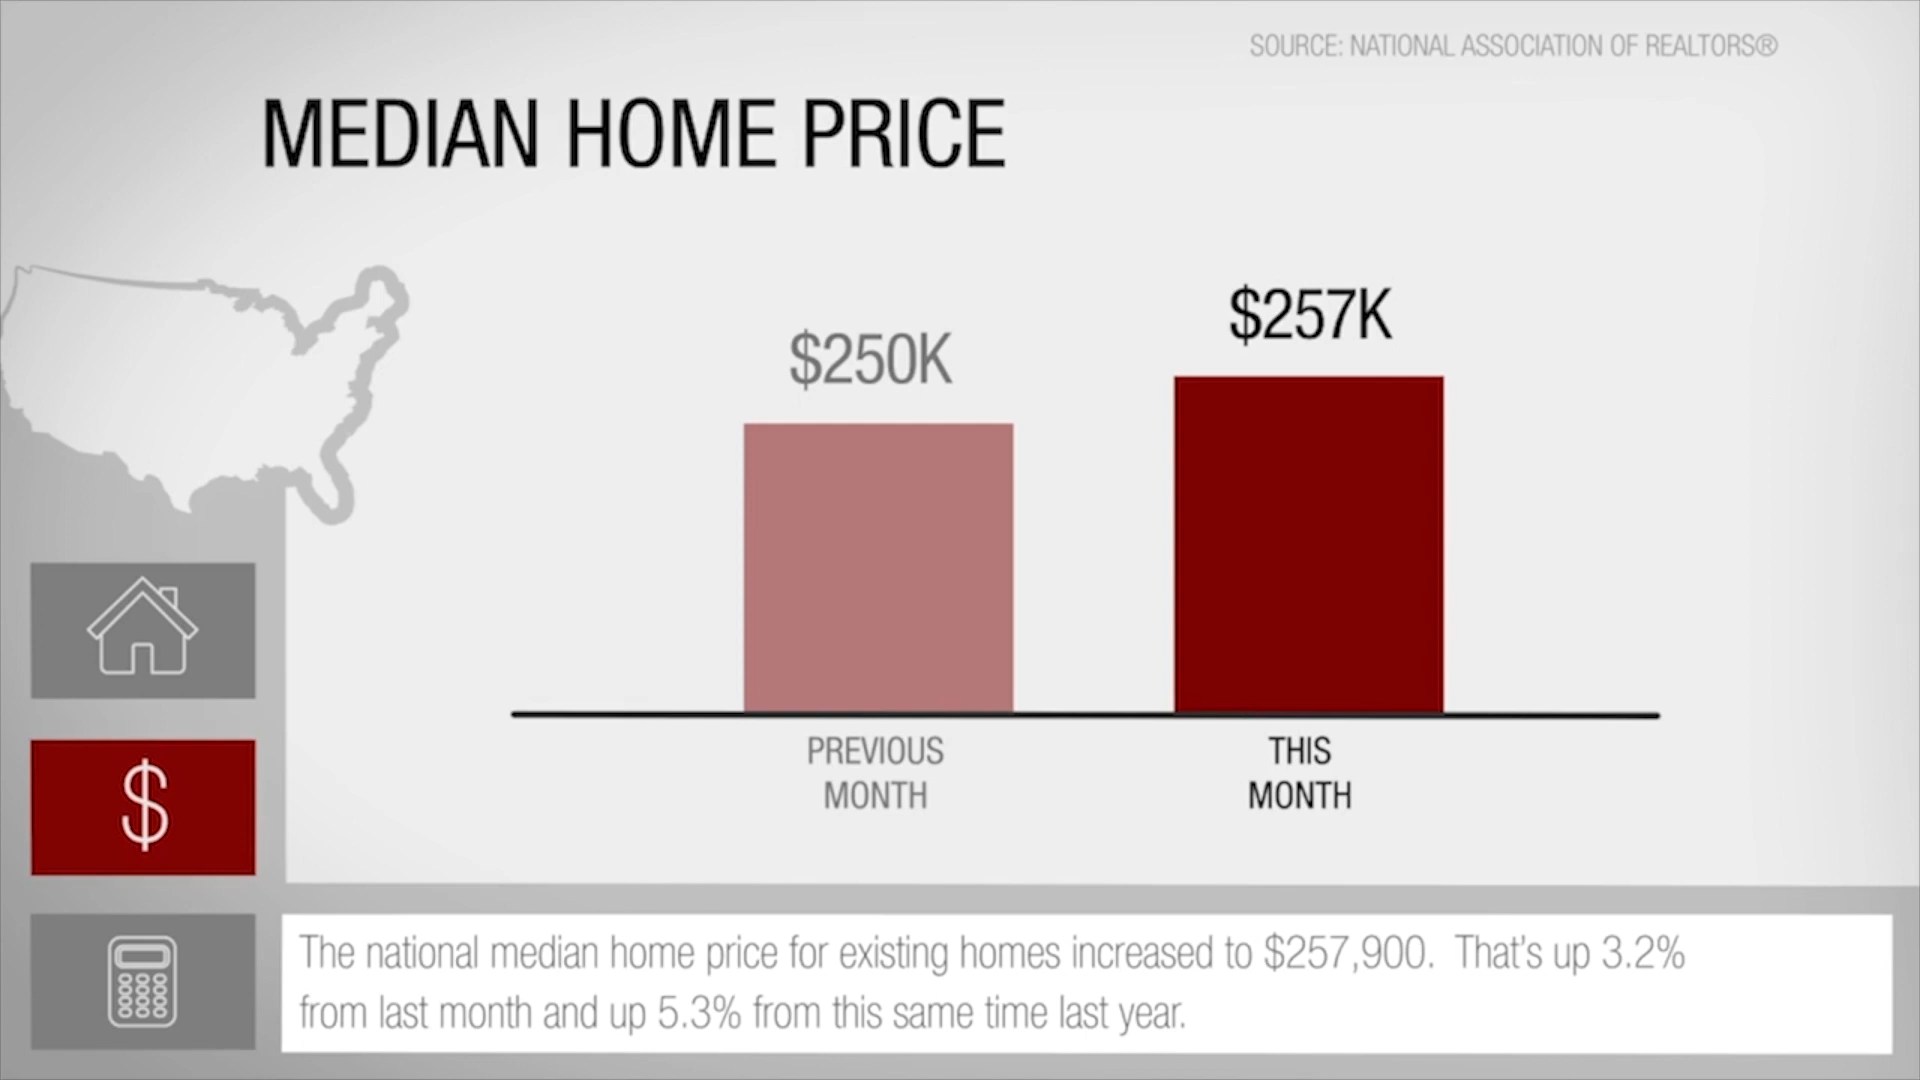 SOURCE: NATIONAL ASSOCIATION OF REALTORS®
MEDIAN HOME PRICE
$250K
$257K
PREVIOUS
MONTH
THIS
MONTH
$
The national median home price for existing homes increased to $257,900. That's up 3.2%
from last month and up 5.3% from this same time last year.